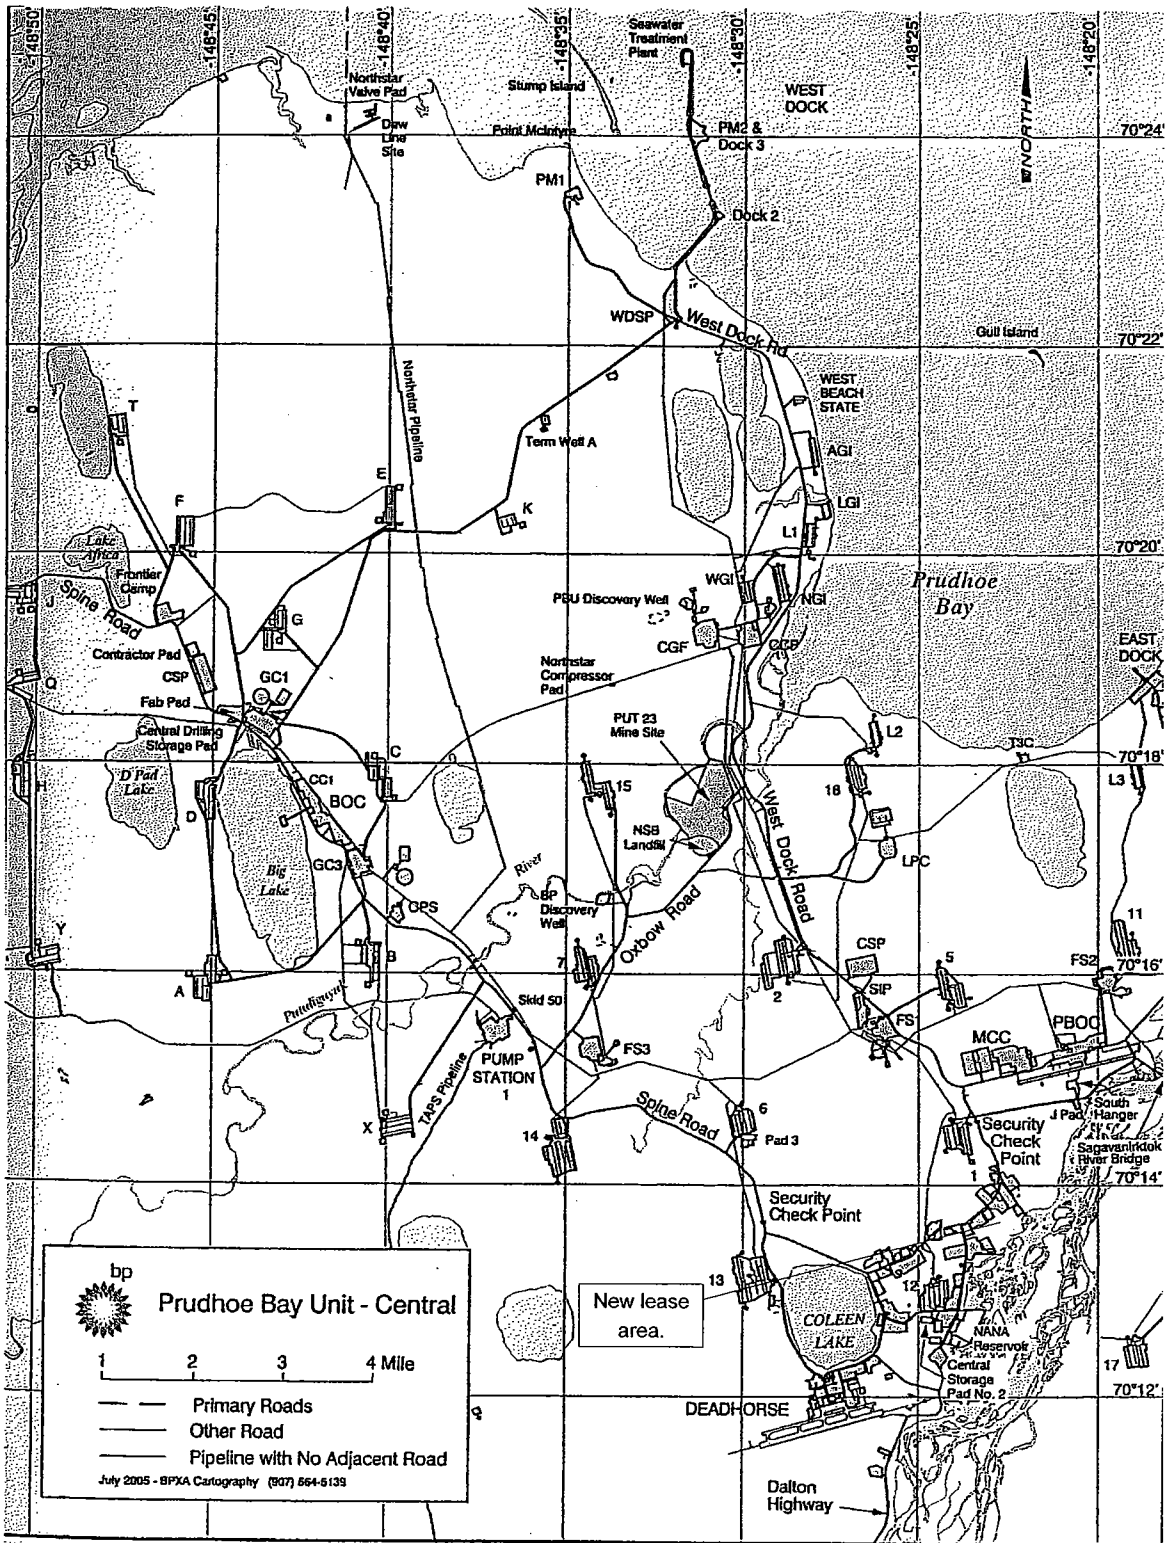 -148°50'
-148°45'
-148°40'
-148°35'
-148°30'
-148°25'
-148°20'
Seawater
Treatment
Plant
Northstar
Valve Pad
Stump Island
WEST
DOCK
Dew
Line
Site
Point McIntyre
PM2 &
Dock 3
NORTH
70°24'
PM1
Dock 2
WDSP
West Dock Rd
Gull Island
70°22'
Northstar Pipeline
WEST
BEACH
STATE
T
Term Well A
AGI
E
F
K
LGI
L1
70°20'
Lake
Africa
Frontier
Camp
J
Spine
Road
G
WGI
NGI
PBU Discovery Well
Prudhoe
Bay
CGF
CCP
EAST
DOCK
Contractor Pad
CSP
GC1
Q
Northstar
Compressor
Pad
Fab Pad
Central Drilling
Storage Pad
PUT 23
Mine Site
L2
T3C
70°18'
C
D Pad
Lake
H
D
CC1
BOC
15
18
L3
NSB
Landfill
West Dock Road
LPC
GC3
Big
Lake
River
CPS
BP
Discovery
Well
Oxbow Road
11
Y
B
7
CSP
5
FS2
70°16'
A
2
SIP
Putuligayuk
Skid 50
FS1
MCC
PBOC
PUMP
STATION
1
FS3
TAPS Pipeline
Spine
Road
6
X
14
Pad 3
J Pad
South
Hanger
Security
Check
Point
1
Sagavanirktok
River Bridge
70°14'
Security
Check Point
13
12
New lease
area.
COLEEN
LAKE
NANA
Reservoir
17
Central
Storage
Pad No. 2
70°12'
DEADHORSE
Dalton
Highway
bp
Prudhoe Bay Unit - Central
1 2 3 4 Mile
Primary Roads
Other Road
Pipeline with No Adjacent Road
July 2005 - BPXA Cartography (907) 564-5139